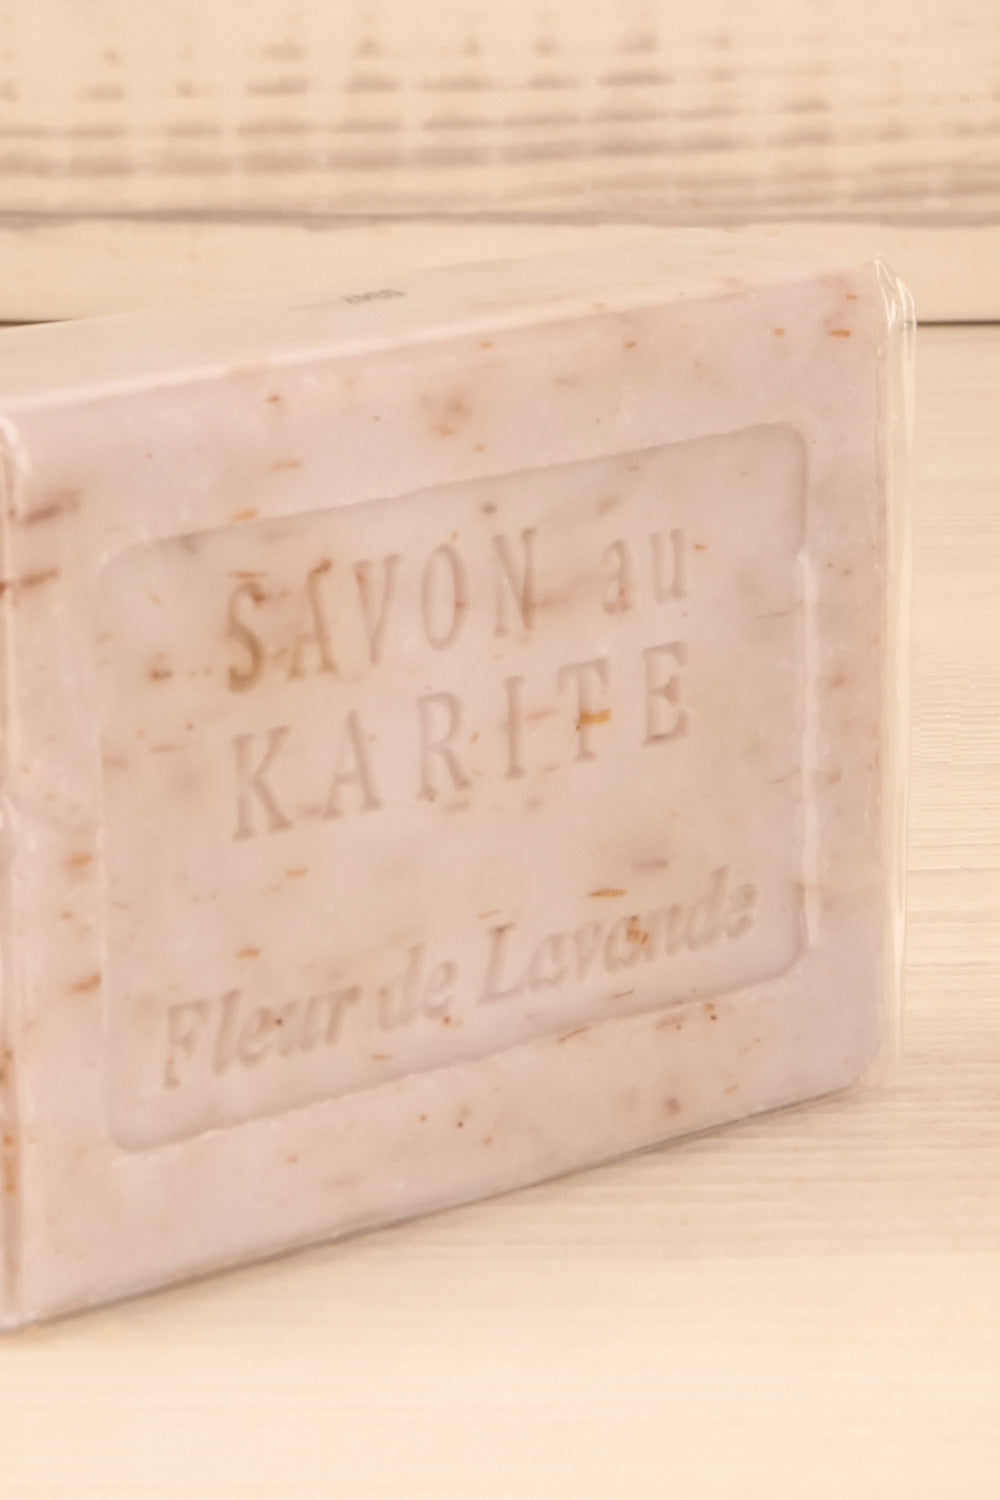 SAVON au
KARITE
Fleur de Lavande